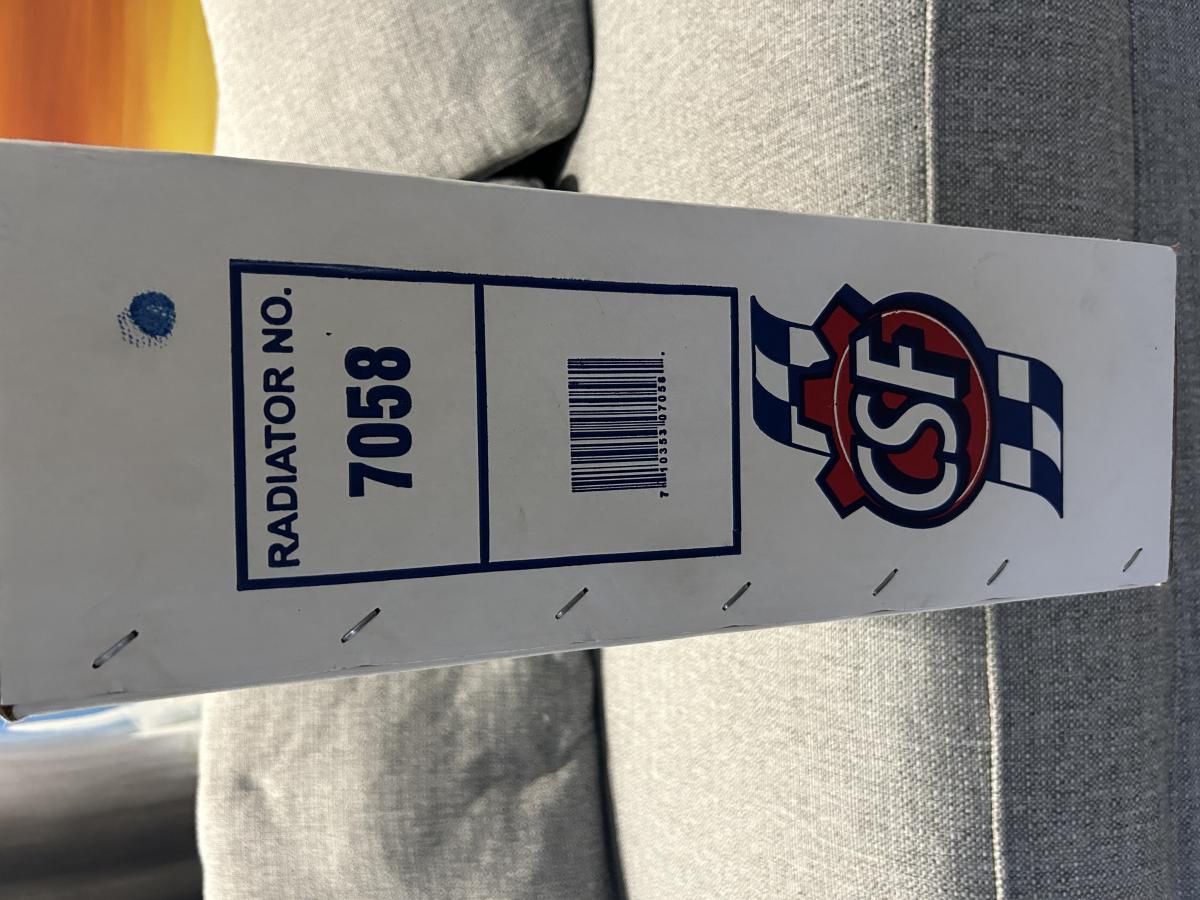 RADIATOR NO.
7058
7 10353 07058
CSF